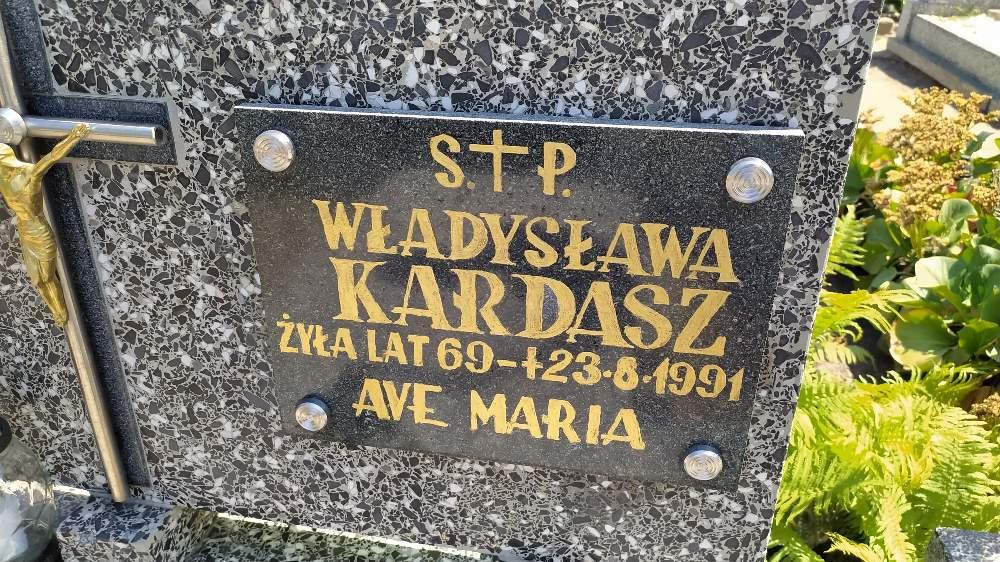 S.†P.
WŁADYSŁAWA
KARDASZ
ŻYŁA LAT 69-†23.8.1991
AVE MARIA